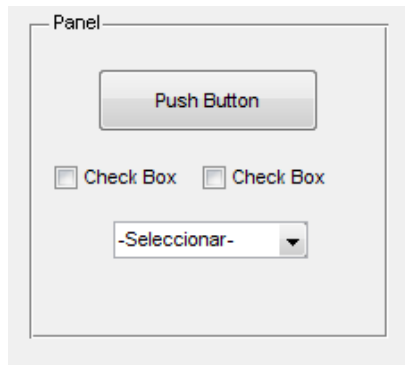 Panel
Push Button
Check Box Check Box
-Seleccionar-